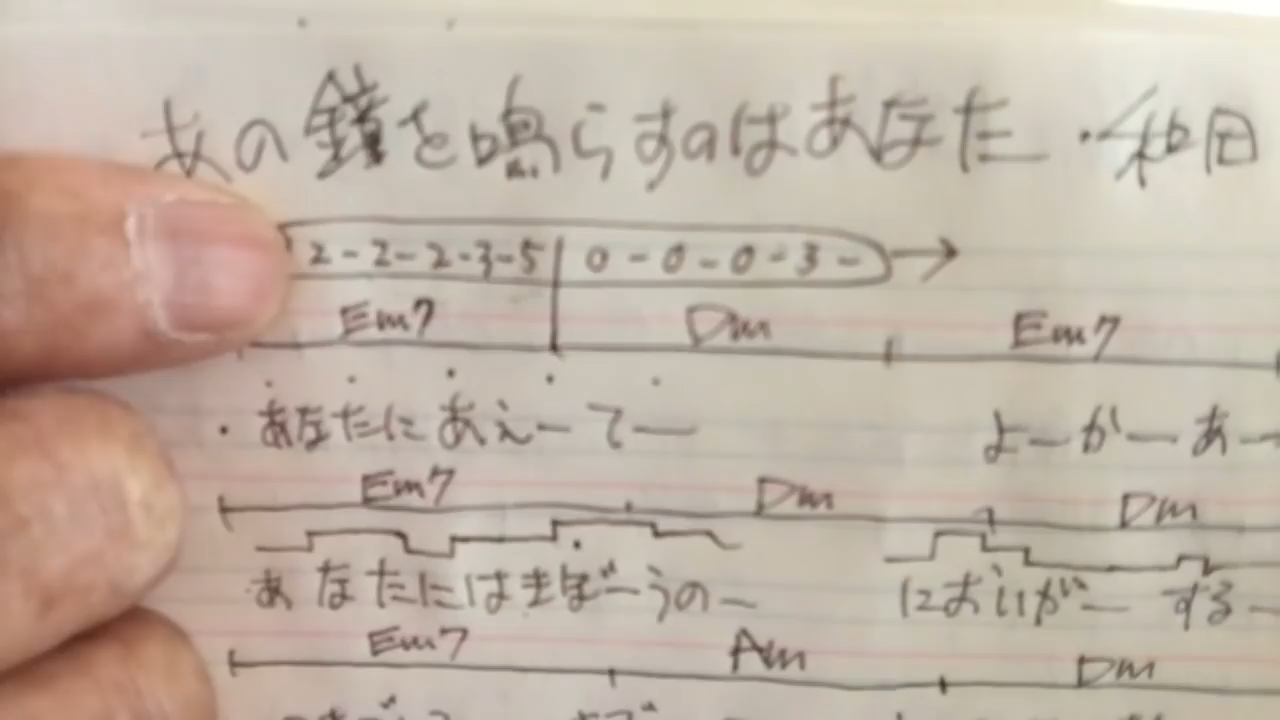 あの鐘を鳴らすのはあなた ・和田
2-2-2-3-5 0-0-0-3- →
Em7 Dm Em7
・あなたにあえーてー よーがーあー
Em7 Dm Dm
あなたにはきぼーうのー においがーするー
Em7 Am Dm